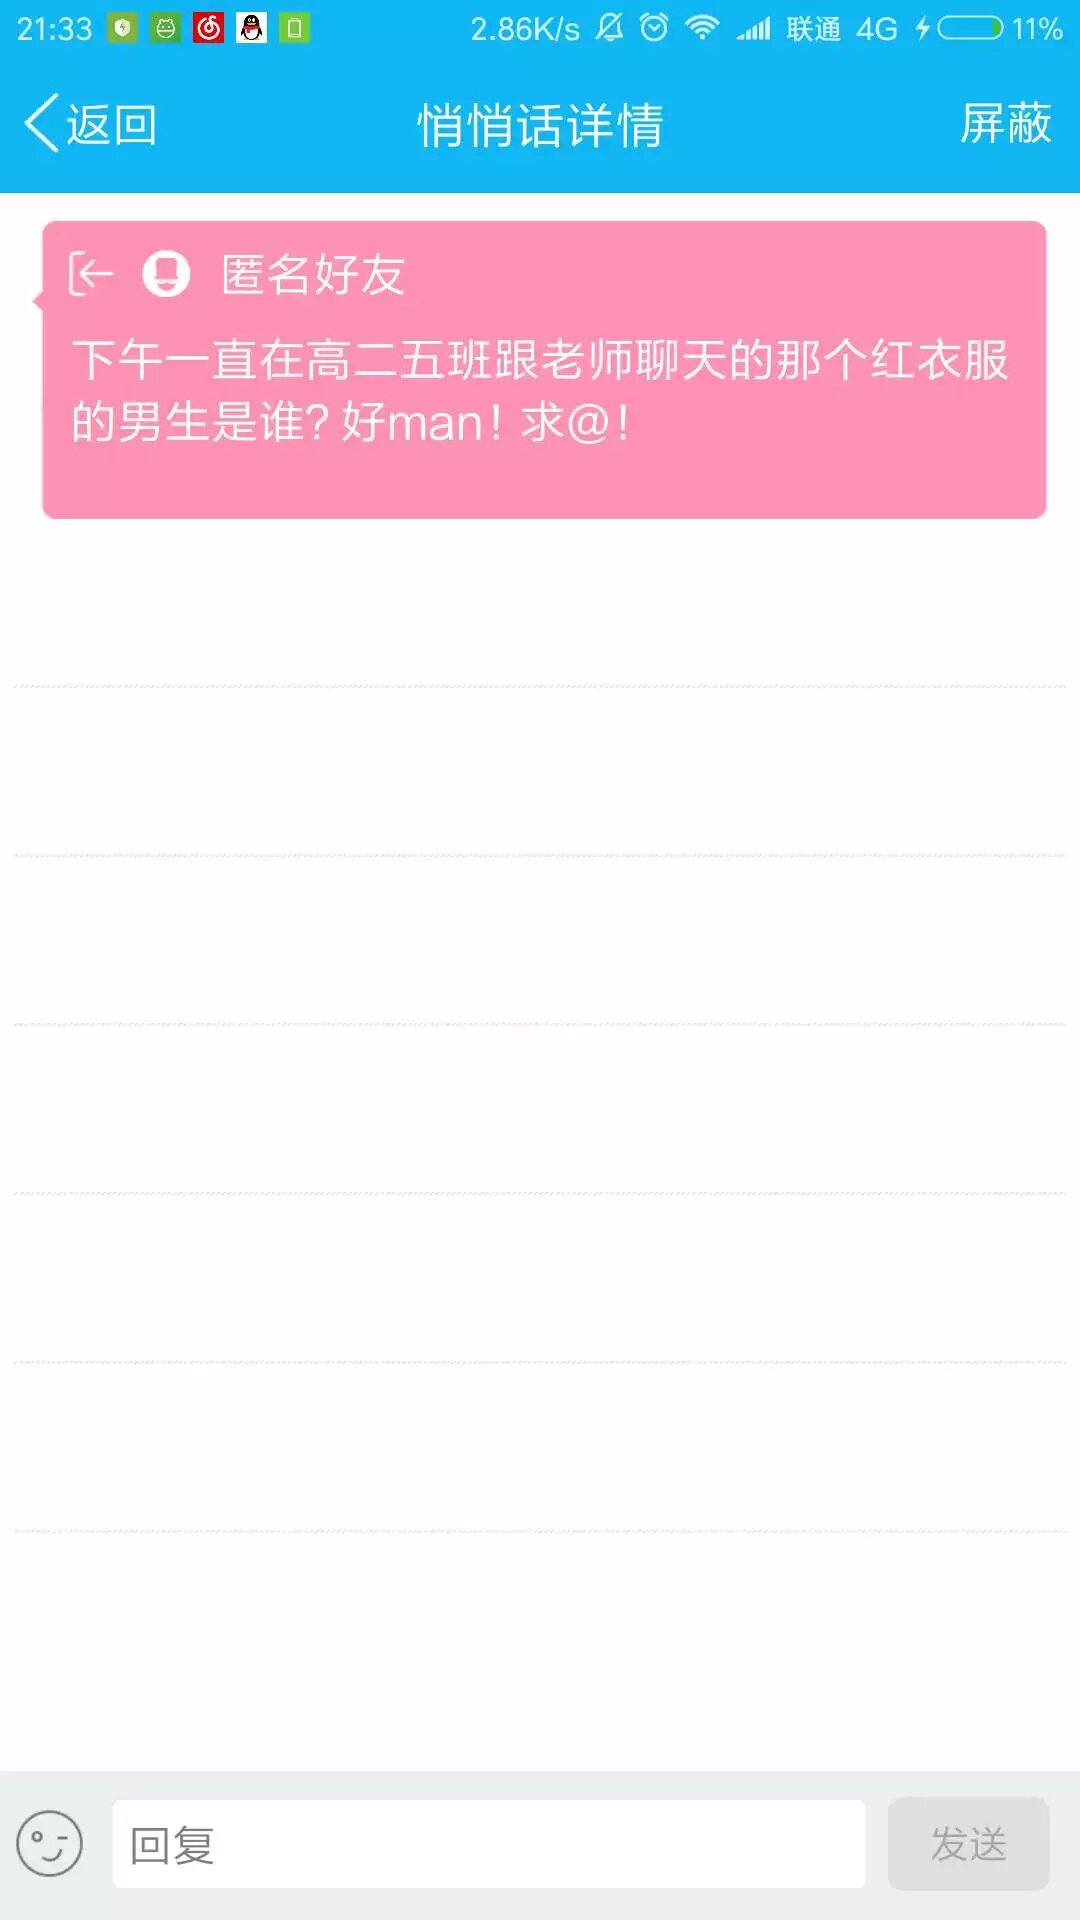 21:33 2.86K/s 联通 4G 11%
返回 悄悄话详情 屏蔽
匿名好友
下午一直在高二五班跟老师聊天的那个红衣服
的男生是谁?好man！求@！
回复 发送